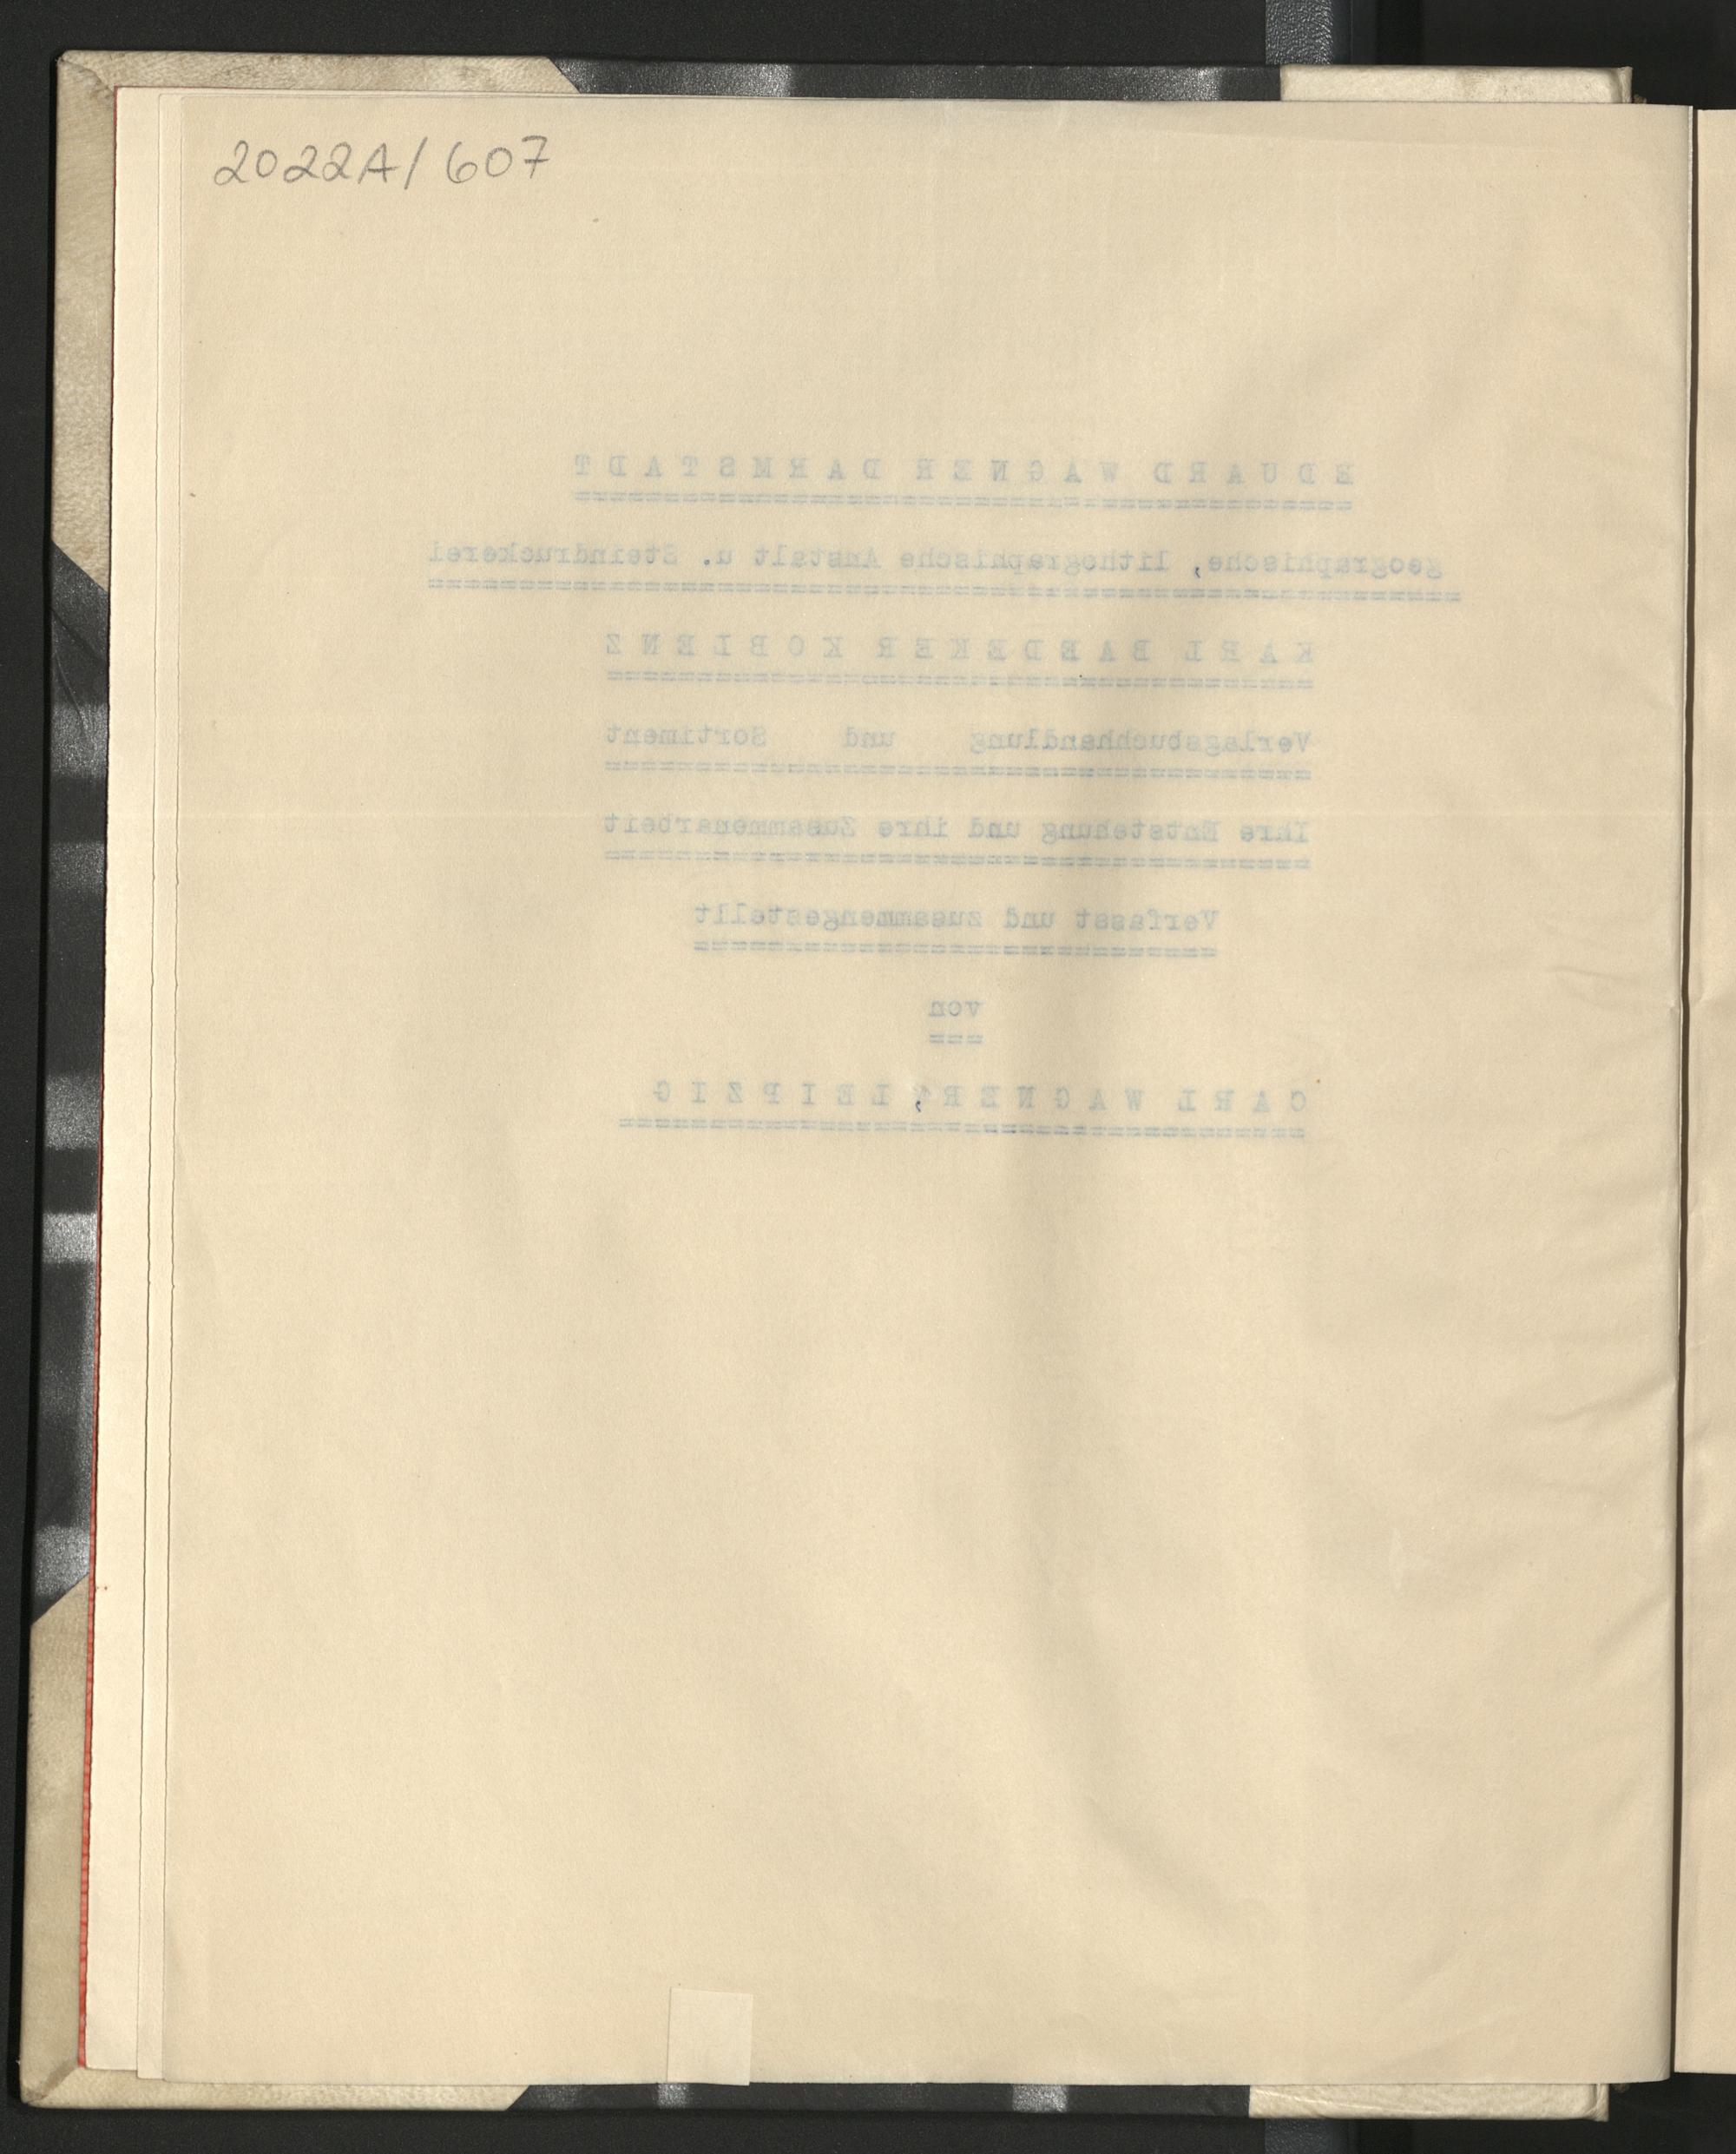 2022A/607
EDUARD WAGNER DARMSTADT
geographische, lithographische Anstalt u. Steindruckerei
KARL BAEDEKER KOBLENZ
Verlagsbuchhandlung und Sortiment
Ihre Entstehung und ihre Zusammenarbeit
Verfasst und zusammengestellt
von
CARL WAGNER, LEIPZIG